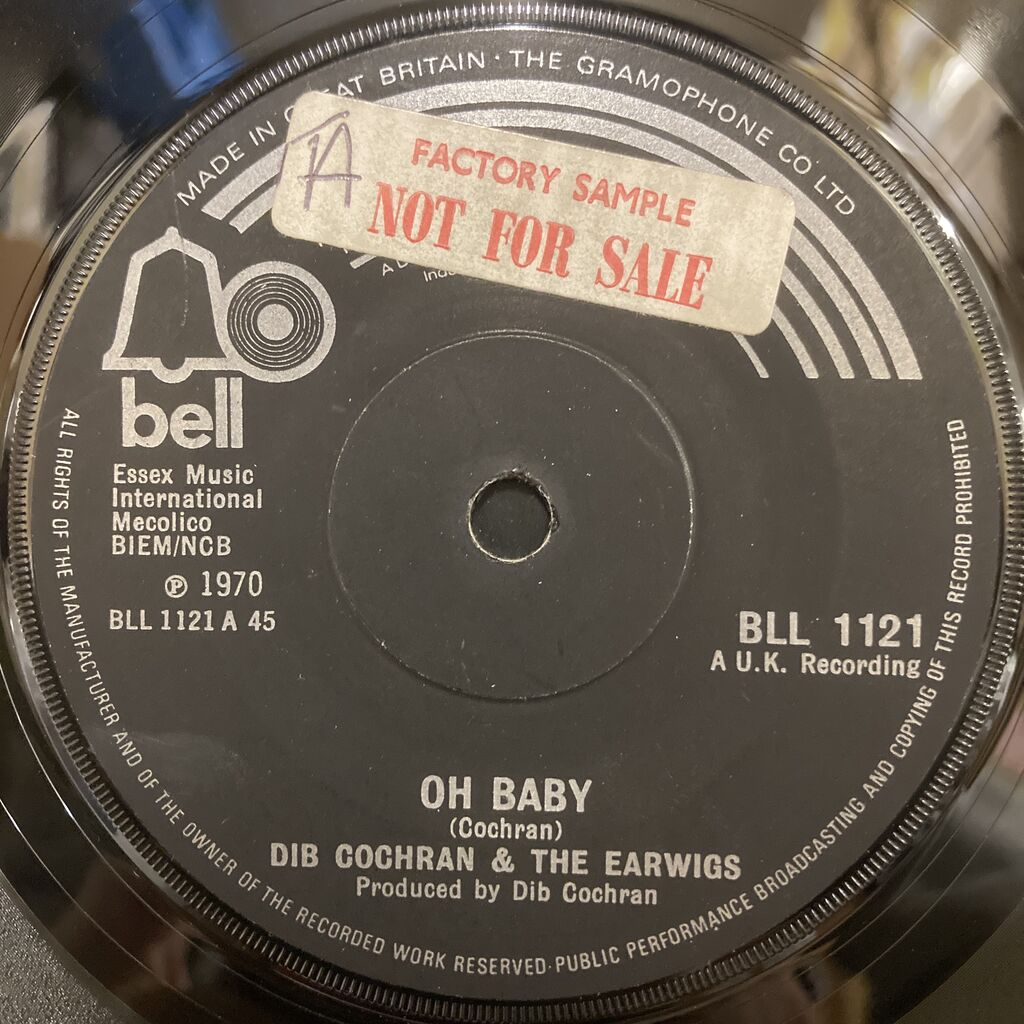 MADE IN GREAT BRITAIN · THE GRAMOPHONE CO LTD
FACTORY SAMPLE
NOT FOR SALE
bell
Essex Music
International
Mecolico
BIEM/NCB
℗ 1970
BLL 1121 A 45
BLL 1121
A U.K. Recording
OH BABY
(Cochran)
DIB COCHRAN & THE EARWIGS
Produced by Dib Cochran
ALL RIGHTS OF THE MANUFACTURER AND OF THE OWNER OF THE RECORDED WORK RESERVED·PUBLIC PERFORMANCE BROADCASTING AND COPYING OF THIS RECORD PROHIBITED